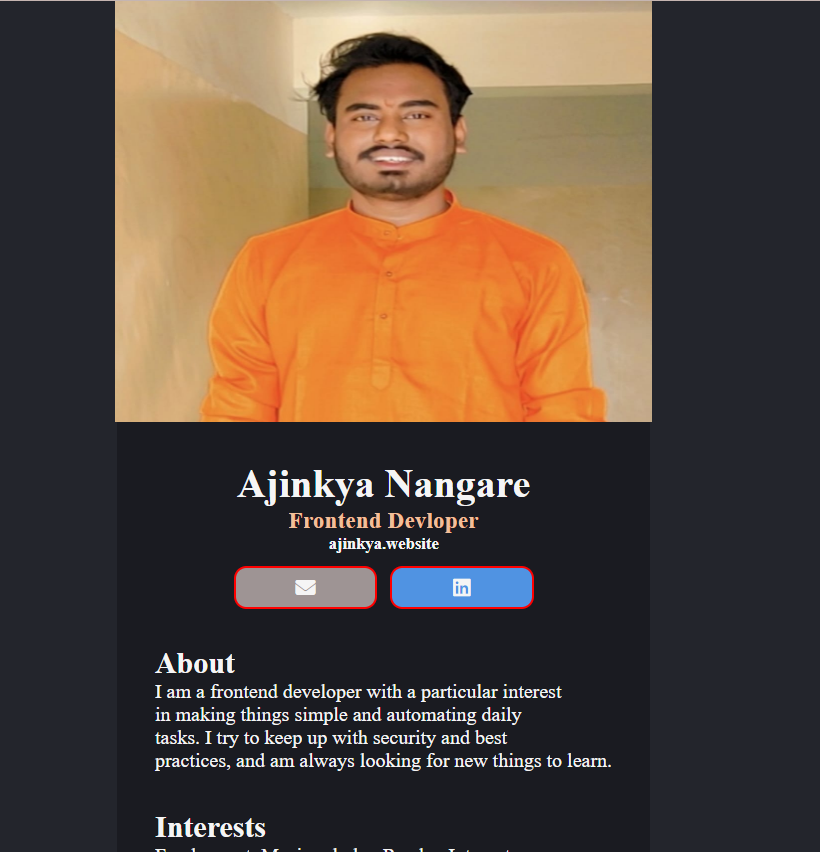 Ajinkya Nangare
Frontend Devloper
ajinkya.website
in
About
I am a frontend developer with a particular interest
in making things simple and automating daily
tasks. I try to keep up with security and best
practices, and am always looking for new things to learn.
Interests